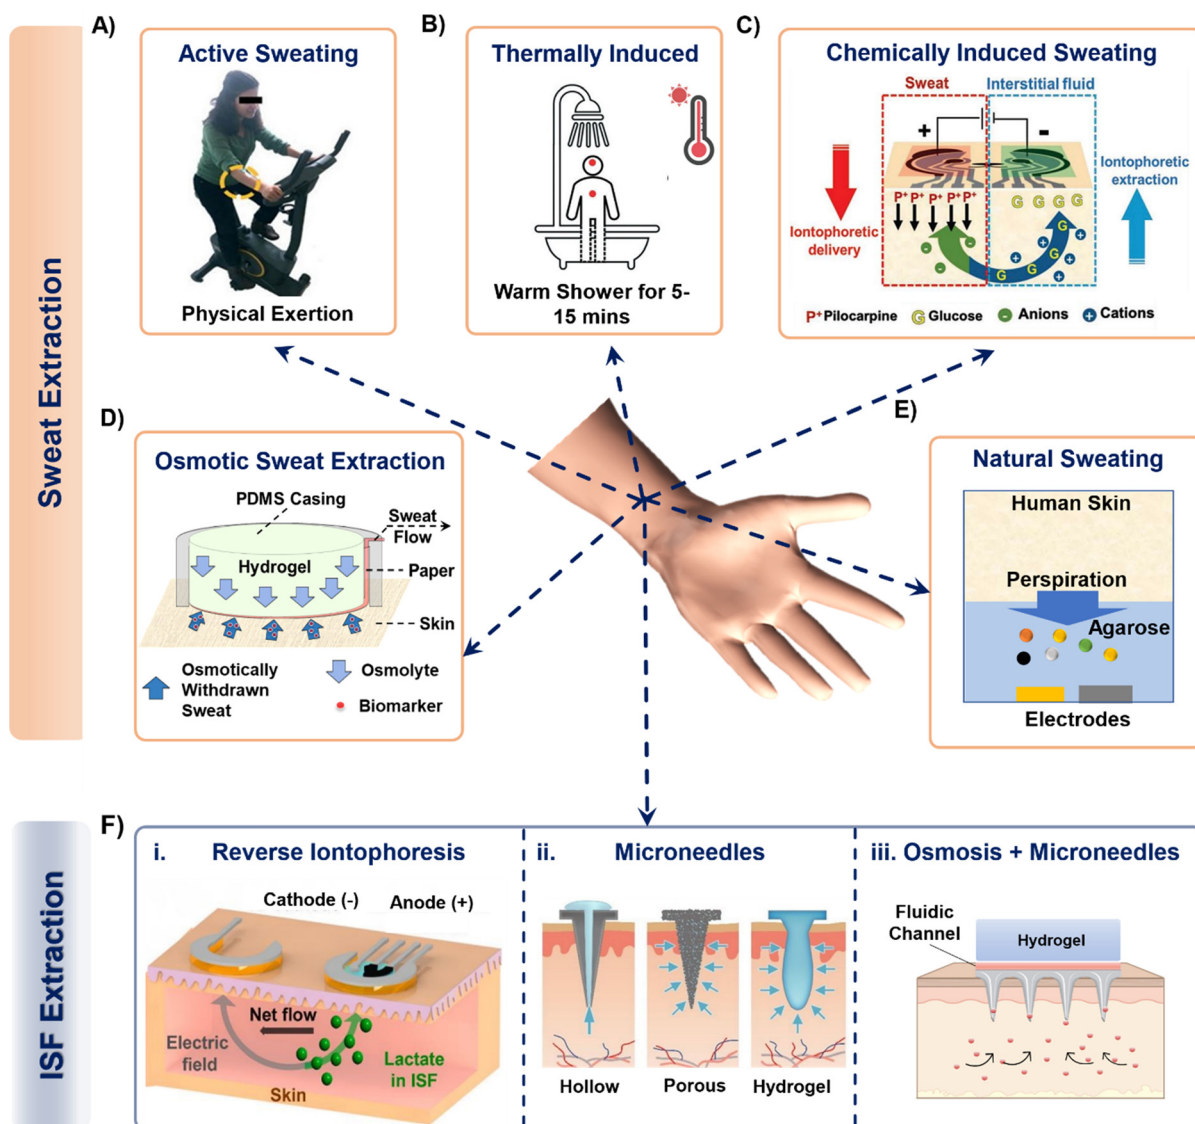 Sweat Extraction
A)
Active Sweating
Physical Exertion
B)
Thermally Induced
Warm Shower for 5-
15 mins
C)
Chemically Induced Sweating
Sweat
Interstitial fluid
+
-
Iontophoretic
delivery
Iontophoretic
extraction
P+ P+ P+ P+ P+
G G G G
G
G
G
G
P+ Pilocarpine
G Glucose
- Anions
+ Cations
D)
Osmotic Sweat Extraction
PDMS Casing
Sweat
Flow
Hydrogel
Paper
Skin
Osmotically
Withdrawn
Sweat
Osmolyte
Biomarker
E)
Natural Sweating
Human Skin
Perspiration
Agarose
Electrodes
ISF Extraction
F)
i. Reverse Iontophoresis
Cathode (-)
Anode (+)
Net flow
Electric
field
Lactate
in ISF
Skin
ii. Microneedles
Hollow
Porous
Hydrogel
iii. Osmosis + Microneedles
Fluidic
Channel
Hydrogel